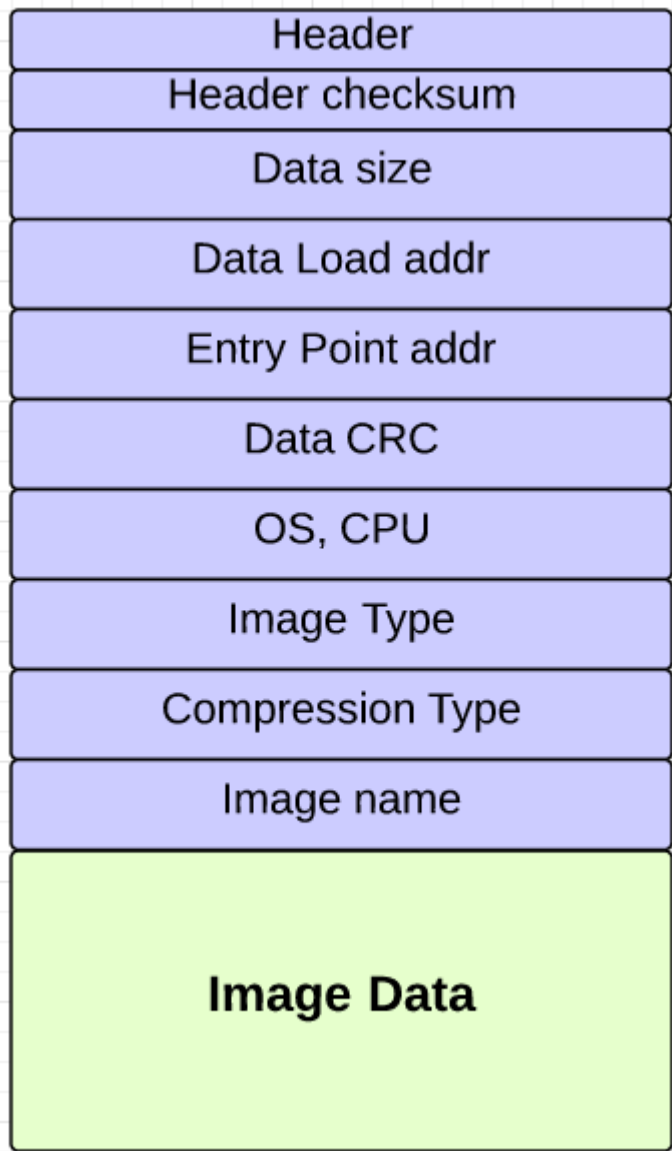 Header
Header checksum
Data size
Data Load addr
Entry Point addr
Data CRC
OS, CPU
Image Type
Compression Type
Image name
Image Data